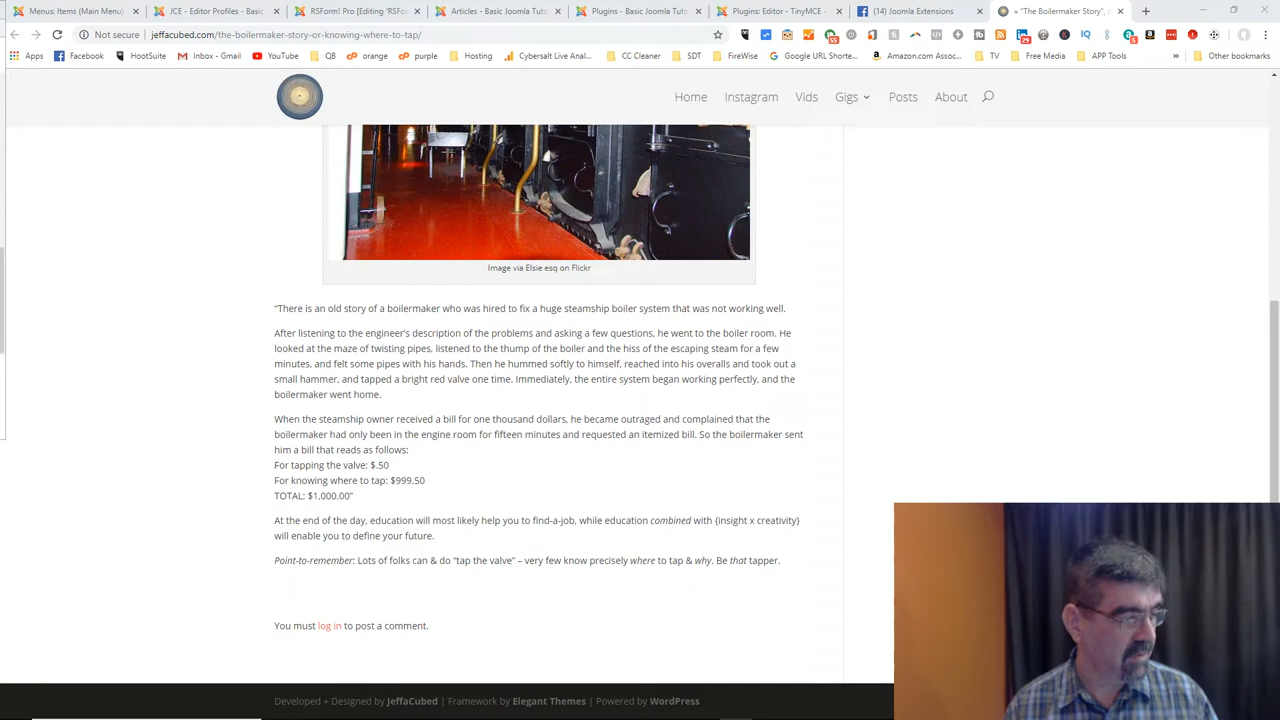 Menus: Items (Main Menu)
JCE - Editor Profiles - Basic
RSForm! Pro [Editing "RSFo
Articles - Basic Joomla Tuto
Plugins - Basic Joomla Tuto
Plugins: Editor - TinyMCE -
(14) Joomla Extensions
» "The Boilermaker Story",
Not secure | jeffacubed.com/the-boilermaker-story-or-knowing-where-to-tap/
Apps Facebook HootSuite Inbox - Gmail YouTube QB orange purple Hosting Cybersalt Live Anal CC Cleaner SDT FireWise Google URL Shorte... Amazon.com Assoc... TV Free Media APP Tools » Other bookmarks
Home Instagram Vids Gigs Posts About
Image via Elsie esq on Flickr
"There is an old story of a boilermaker who was hired to fix a huge steamship boiler system that was not working well.
After listening to the engineer's description of the problems and asking a few questions, he went to the boiler room. He
looked at the maze of twisting pipes, listened to the thump of the boiler and the hiss of the escaping steam for a few
minutes, and felt some pipes with his hands. Then he hummed softly to himself, reached into his overalls and took out a
small hammer, and tapped a bright red valve one time. Immediately, the entire system began working perfectly, and the
boilermaker went home.
When the steamship owner received a bill for one thousand dollars, he became outraged and complained that the
boilermaker had only been in the engine room for fifteen minutes and requested an itemized bill. So the boilermaker sent
him a bill that reads as follows:
For tapping the valve: $.50
For knowing where to tap: $999.50
TOTAL: $1,000.00"
At the end of the day, education will most likely help you to find-a-job, while education combined with {insight x creativity}
will enable you to define your future.
Point-to-remember: Lots of folks can & do "tap the valve" – very few know precisely where to tap & why. Be that tapper.
You must log in to post a comment.
Developed + Designed by JeffaCubed | Framework by Elegant Themes | Powered by WordPress